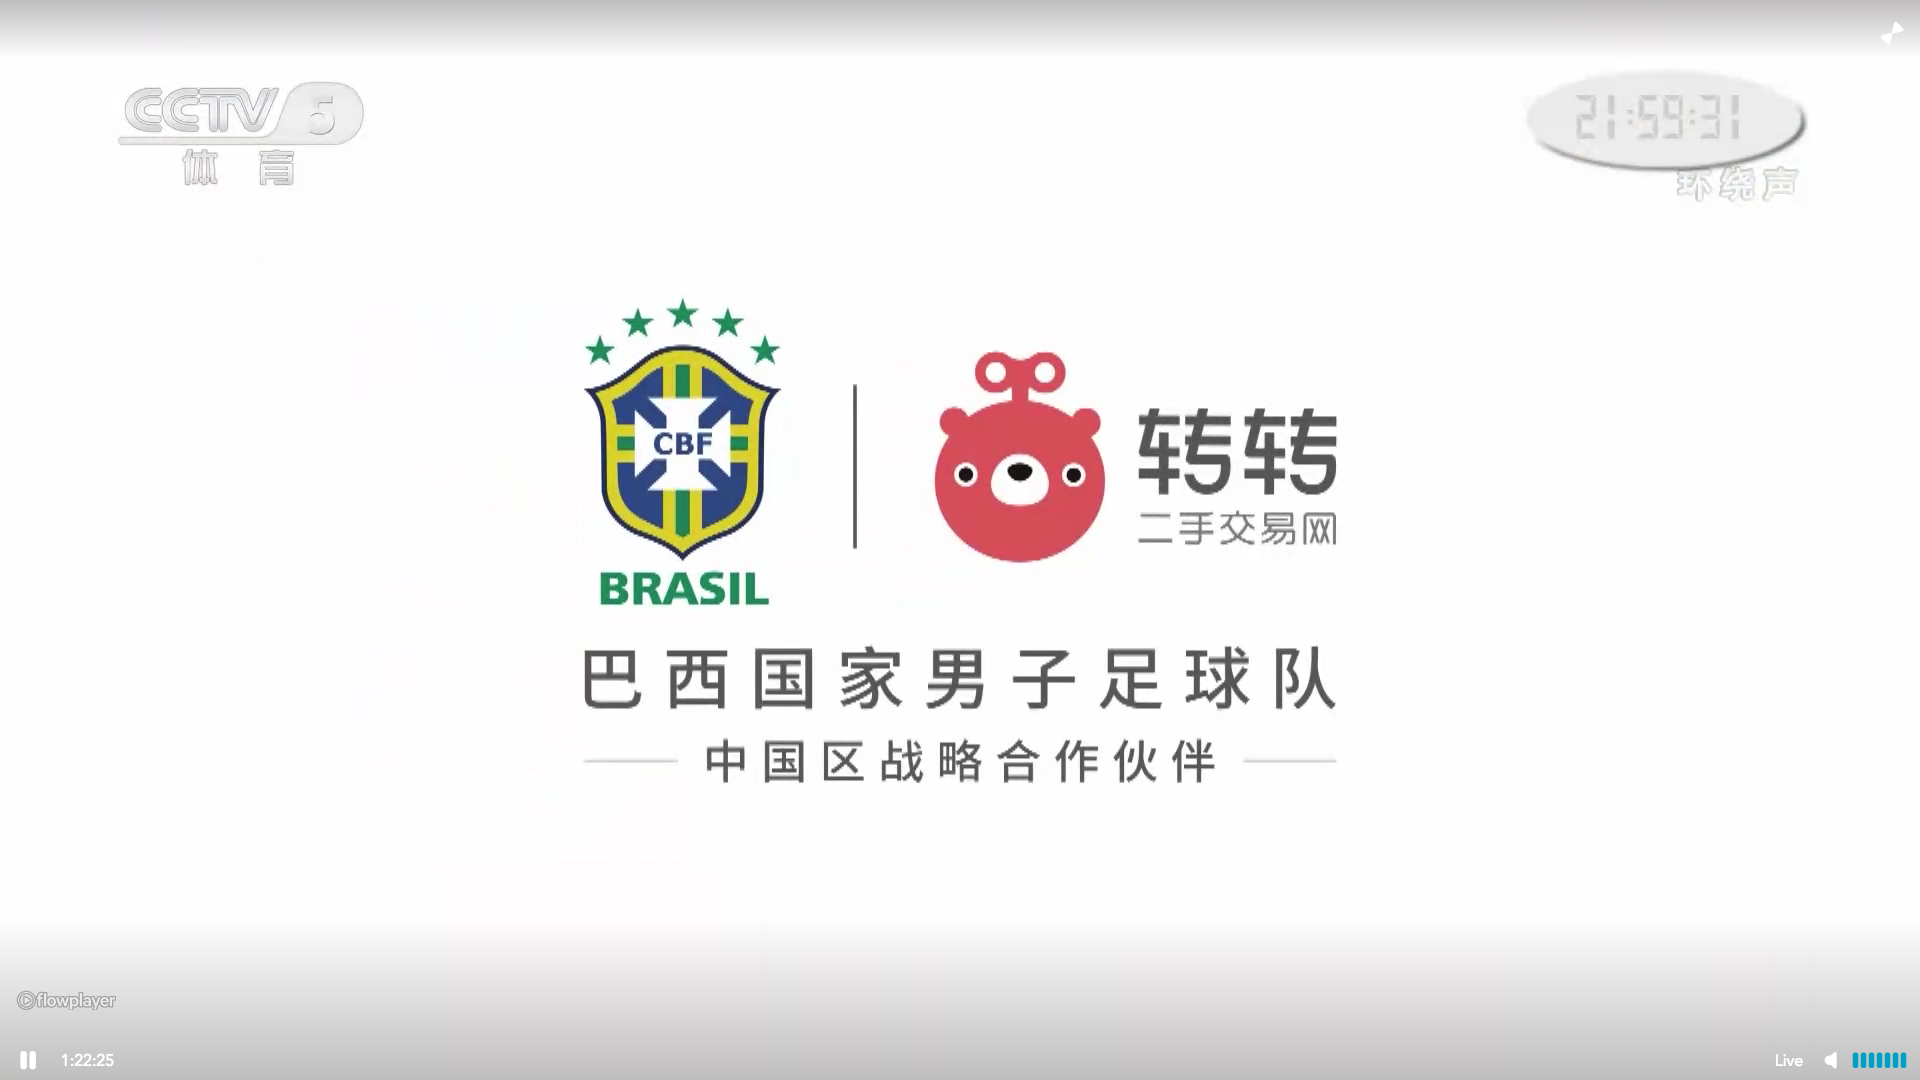 CCTV 5
体育
21:59:31
环绕声
CBF
BRASIL
转转
二手交易网
巴西国家男子足球队
中国区战略合作伙伴
flowplayer
1:22:25
Live